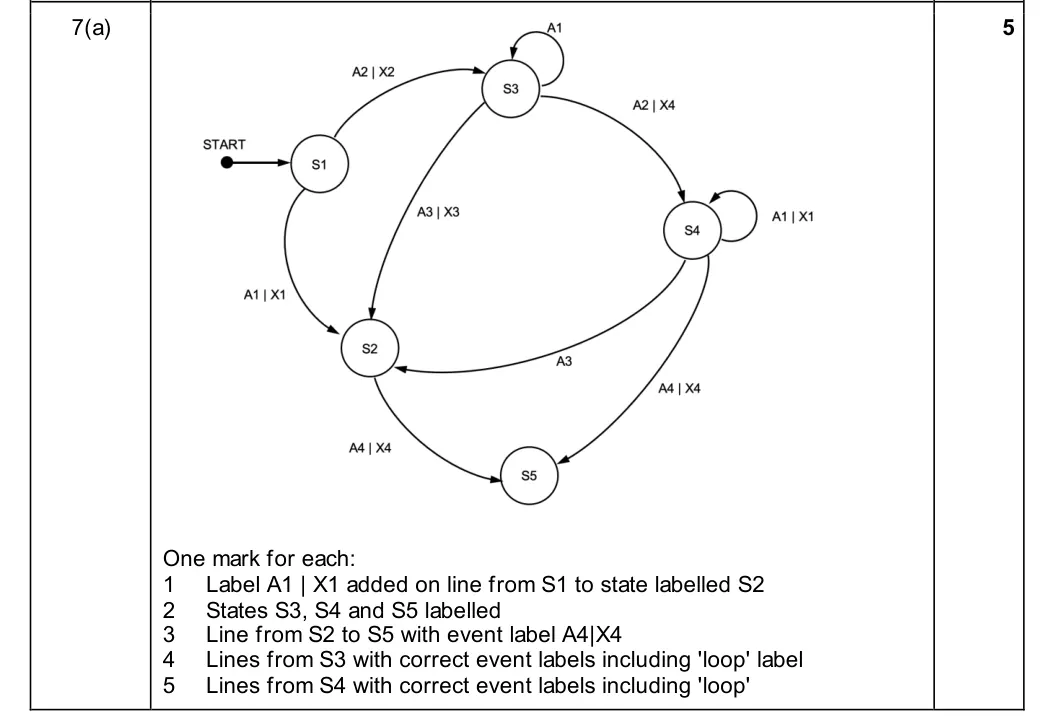 7(a)
5
A1
A2 | X2
S3
A2 | X4
START
S1
A3 | X3
A1 | X1
S4
A1 | X1
S2
A3
A4 | X4
A4 | X4
S5
One mark for each:
1 Label A1 | X1 added on line from S1 to state labelled S2
2 States S3, S4 and S5 labelled
3 Line from S2 to S5 with event label A4|X4
4 Lines from S3 with correct event labels including 'loop' label
5 Lines from S4 with correct event labels including 'loop'